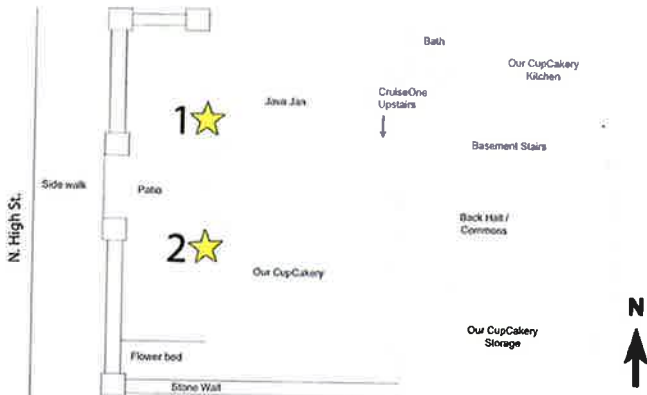 Bath
Our CupCakery
Kitchen
CruiseOne
Upstairs
1
Java Jan
Basement Stairs
Side walk
Patio
N. High St.
Back Hall /
Commons
2
Our CupCakery
N
Our CupCakery
Storage
Flower bed
Stone Wall